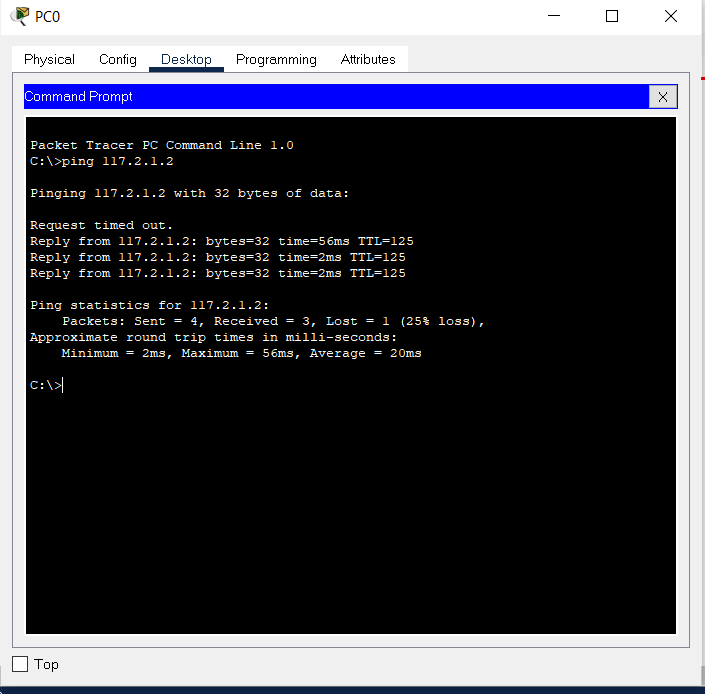 PC0
Physical Config Desktop Programming Attributes
Command Prompt
X
Packet Tracer PC Command Line 1.0
C:\>ping 117.2.1.2
Pinging 117.2.1.2 with 32 bytes of data:
Request timed out.
Reply from 117.2.1.2: bytes=32 time=56ms TTL=125
Reply from 117.2.1.2: bytes=32 time=2ms TTL=125
Reply from 117.2.1.2: bytes=32 time=2ms TTL=125
Ping statistics for 117.2.1.2:
Packets: Sent = 4, Received = 3, Lost = 1 (25% loss),
Approximate round trip times in milli-seconds:
Minimum = 2ms, Maximum = 56ms, Average = 20ms
C:\>
Top